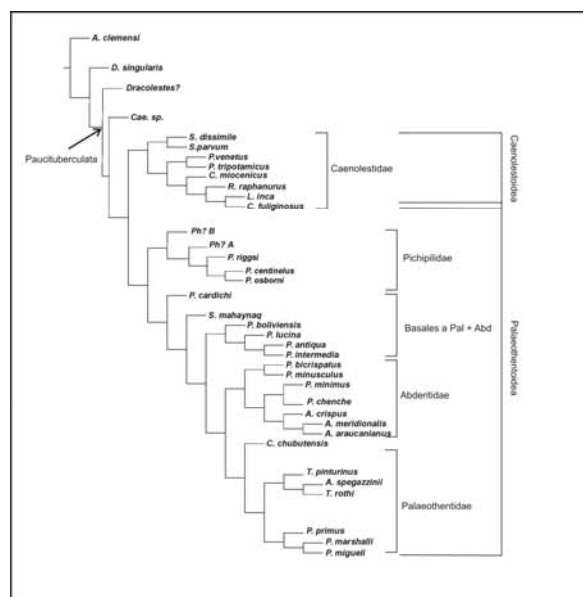 A. clemensi
D. singularis
Dracolestes?
Cae. sp.
Paucituberculata
S. dissimile
S.parvum
P.venetus
P. tripotamicus
C. miocenicus
R. raphanurus
L. inca
C. fuliginosus
Caenolestidae
Caenolestoidea
Ph? B
Ph? A
P. riggsi
P. centinelus
P. osborni
Pichipilidae
P. cardichi
S. mahaynaq
P. boliviensis
P. lucina
P. antiqua
P. intermedia
Basales a Pal + Abd
P. bicrispatus
P. minusculus
P. minimus
P. chenche
A. crispus
A. meridionalis
A. araucanianus
Abderitidae
Palaeothentoidea
C. chubutensis
T. pinturinus
A. spegazzinii
T. rothi
P. primus
P. marshalli
P. migueli
Palaeothentidae